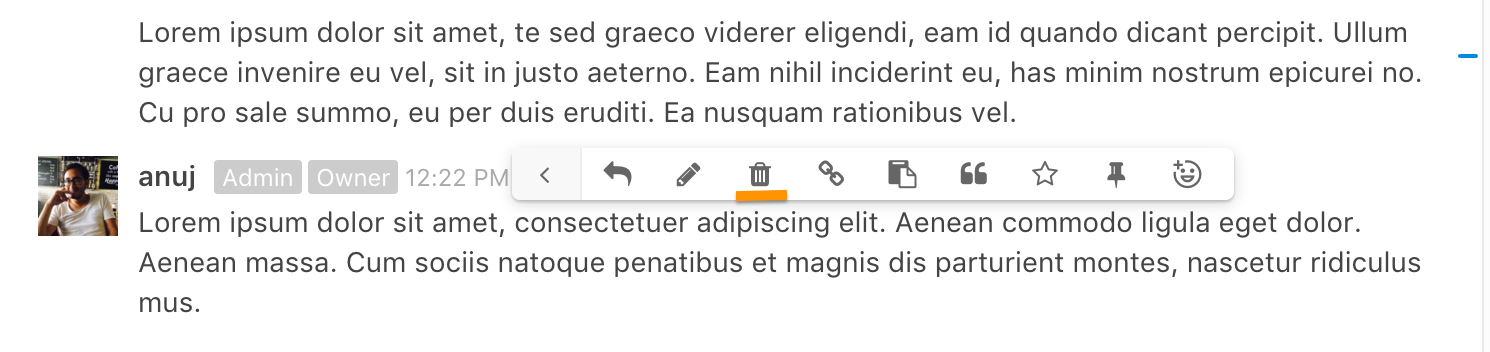 Lorem ipsum dolor sit amet, te sed graeco viderer eligendi, eam id quando dicant percipit. Ullum
graece invenire eu vel, sit in justo aeterno. Eam nihil inciderint eu, has minim nostrum epicurei no.
Cu pro sale summo, eu per duis eruditi. Ea nusquam rationibus vel.
anuj Admin Owner 12:22 PM
Lorem ipsum dolor sit amet, consectetuer adipiscing elit. Aenean commodo ligula eget dolor.
Aenean massa. Cum sociis natoque penatibus et magnis dis parturient montes, nascetur ridiculus
mus.